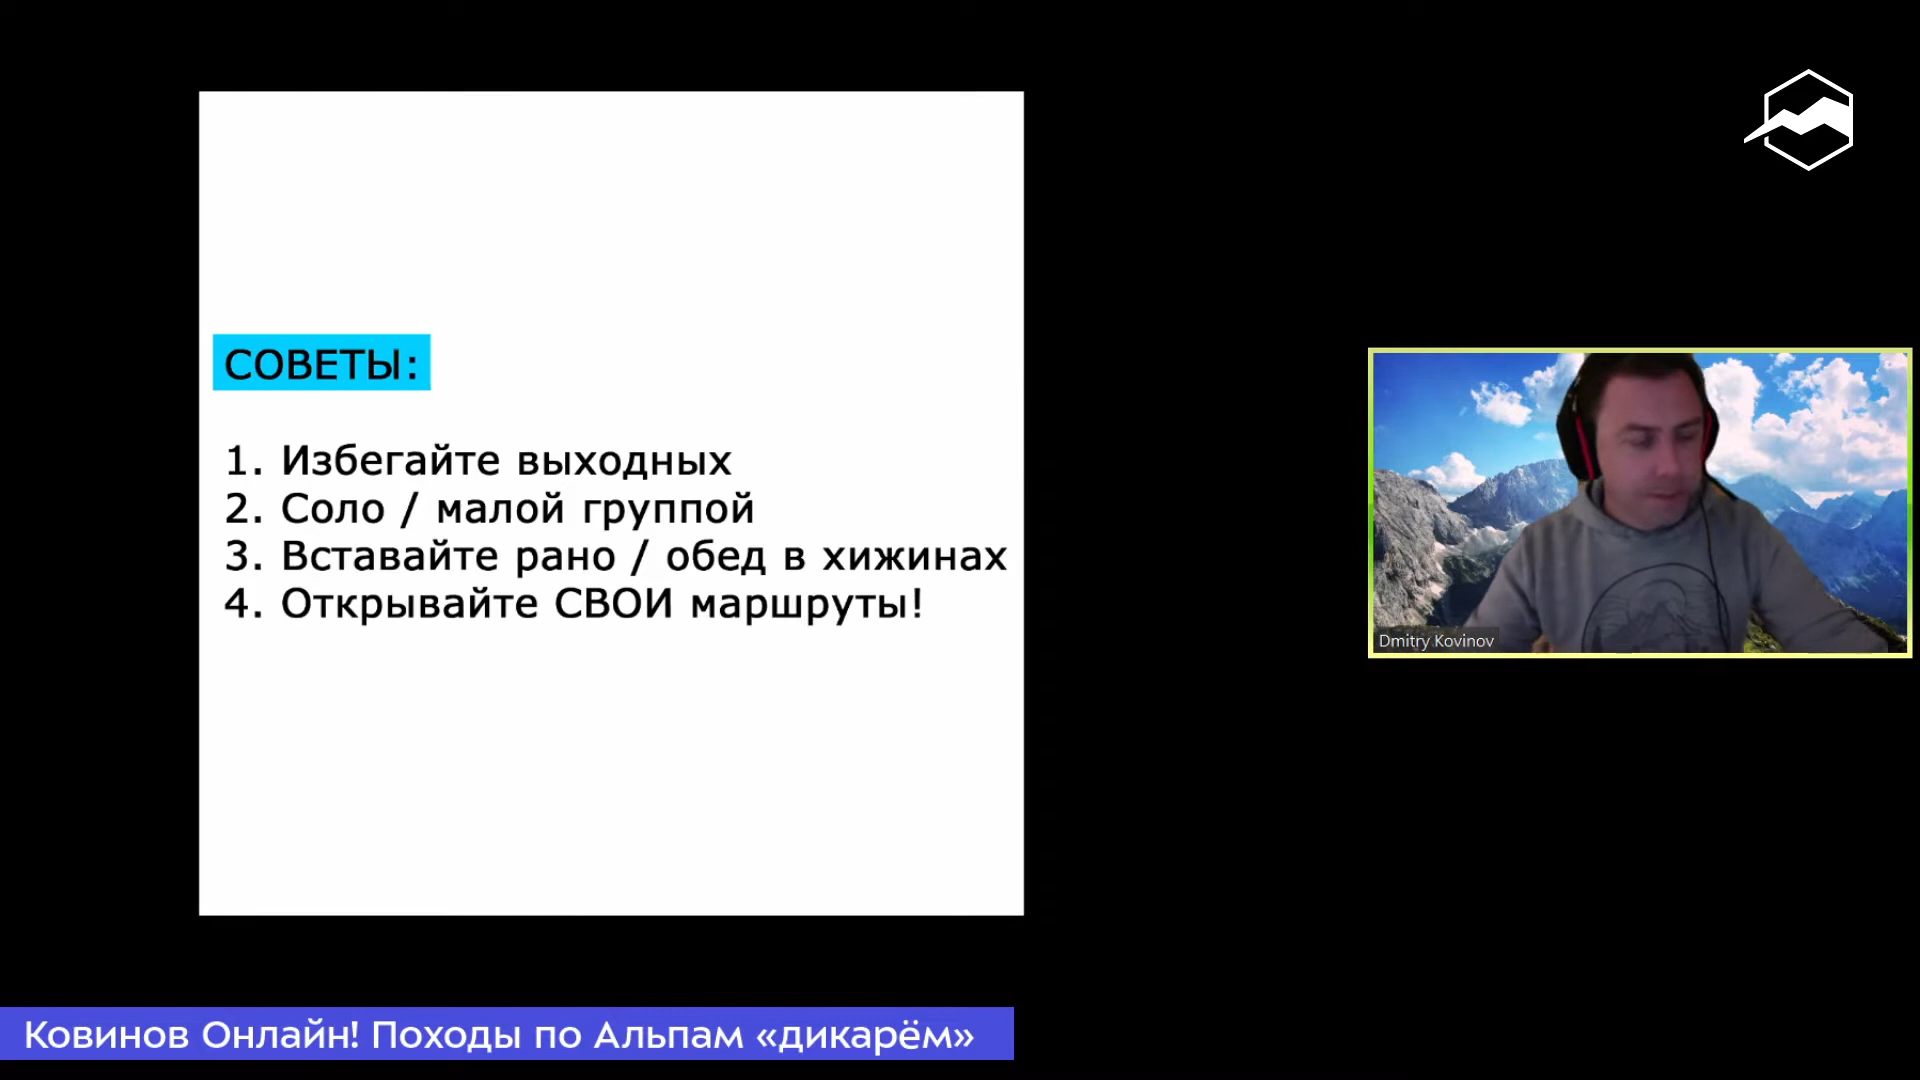 СОВЕТЫ:
1. Избегайте выходных
2. Соло / малой группой
3. Вставайте рано / обед в хижинах
4. Открывайте СВОИ маршруты!
Dmitry Kovinov
Ковинов Онлайн! Походы по Альпам «дикарём»